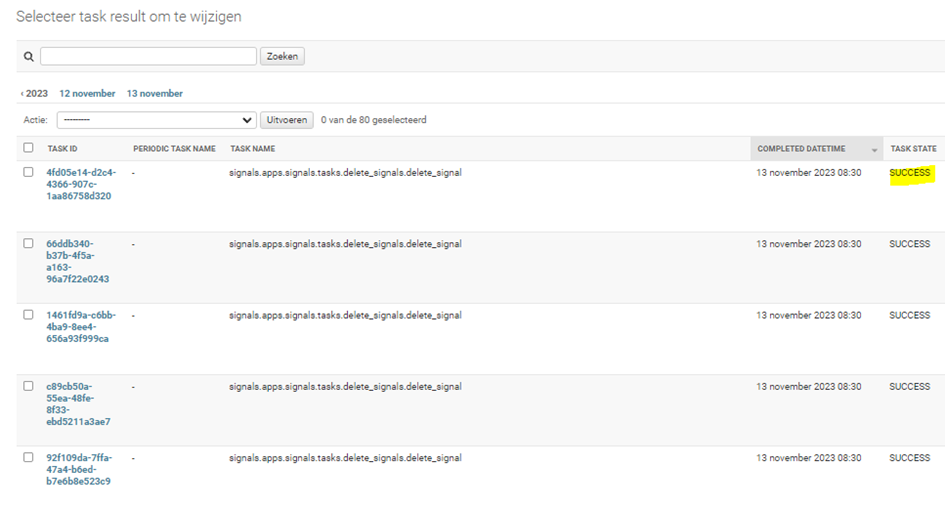 Selecteer task result om te wijzigen
Zoeken
‹ 2023 12 november 13 november
Actie: --------- Uitvoeren 0 van de 80 geselecteerd
TASK ID PERIODIC TASK NAME TASK NAME COMPLETED DATETIME TASK STATE
4fd05e14-d2c4- - signals.apps.signals.tasks.delete_signals.delete_signal 13 november 2023 08:30 SUCCESS
4366-907c-
1aa86758d320
66ddb340- - signals.apps.signals.tasks.delete_signals.delete_signal 13 november 2023 08:30 SUCCESS
b37b-4f5a-
a163-
96a7f22e0243
1461fd9a-c6bb- - signals.apps.signals.tasks.delete_signals.delete_signal 13 november 2023 08:30 SUCCESS
4ba9-8ee4-
656a93f999ca
c89cb50a- - signals.apps.signals.tasks.delete_signals.delete_signal 13 november 2023 08:30 SUCCESS
55ea-48fe-
8f33-
ebd5211a3ae7
92f109da-7ffa- - signals.apps.signals.tasks.delete_signals.delete_signal 13 november 2023 08:30 SUCCESS
47a4-b6ed-
b7e6b8e523c9